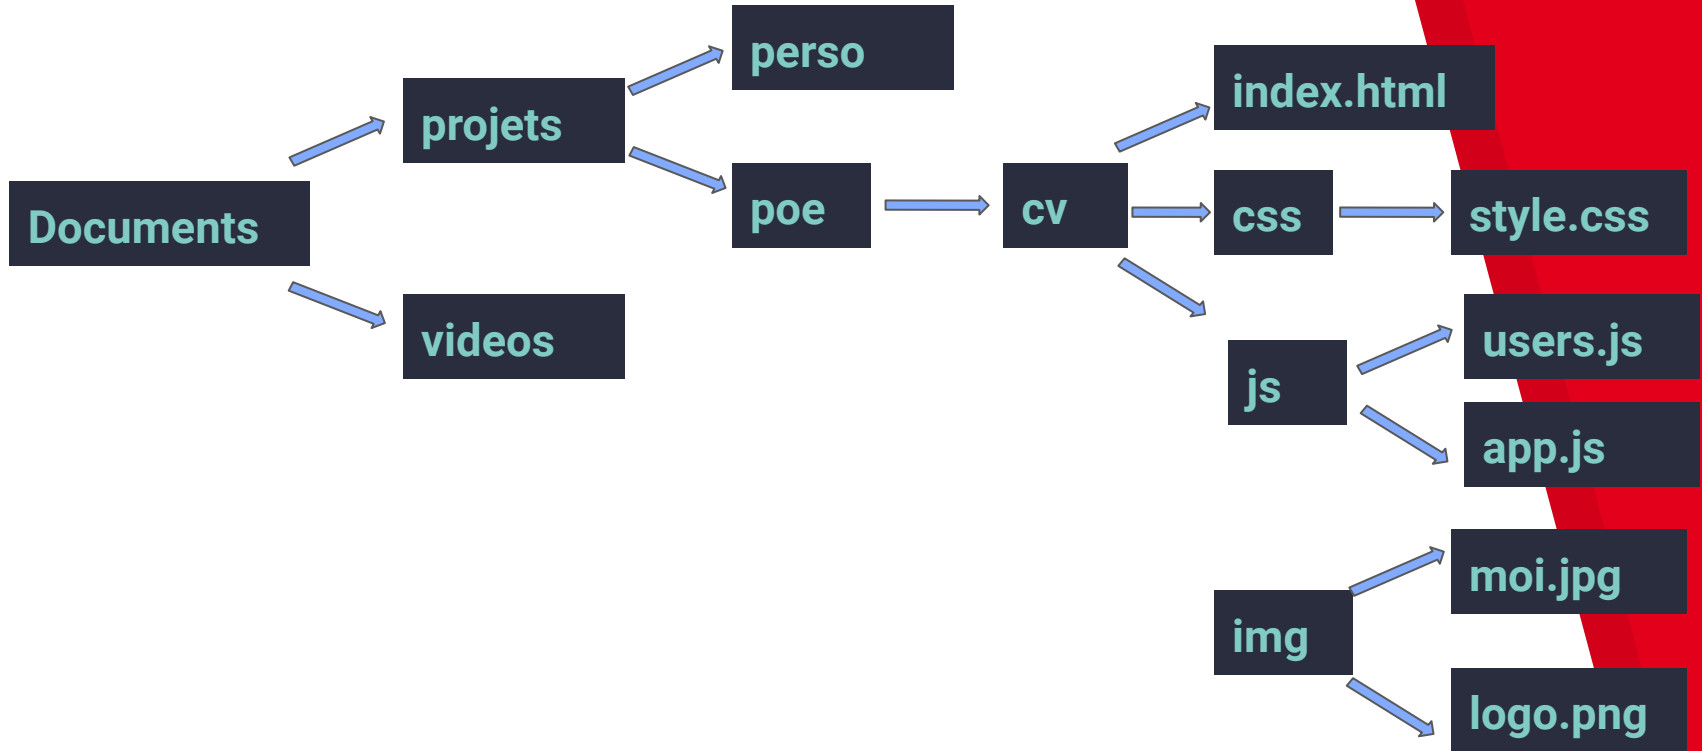 Documents
projets
videos
perso
poe
cv
index.html
css
style.css
js
users.js
app.js
img
moi.jpg
logo.png